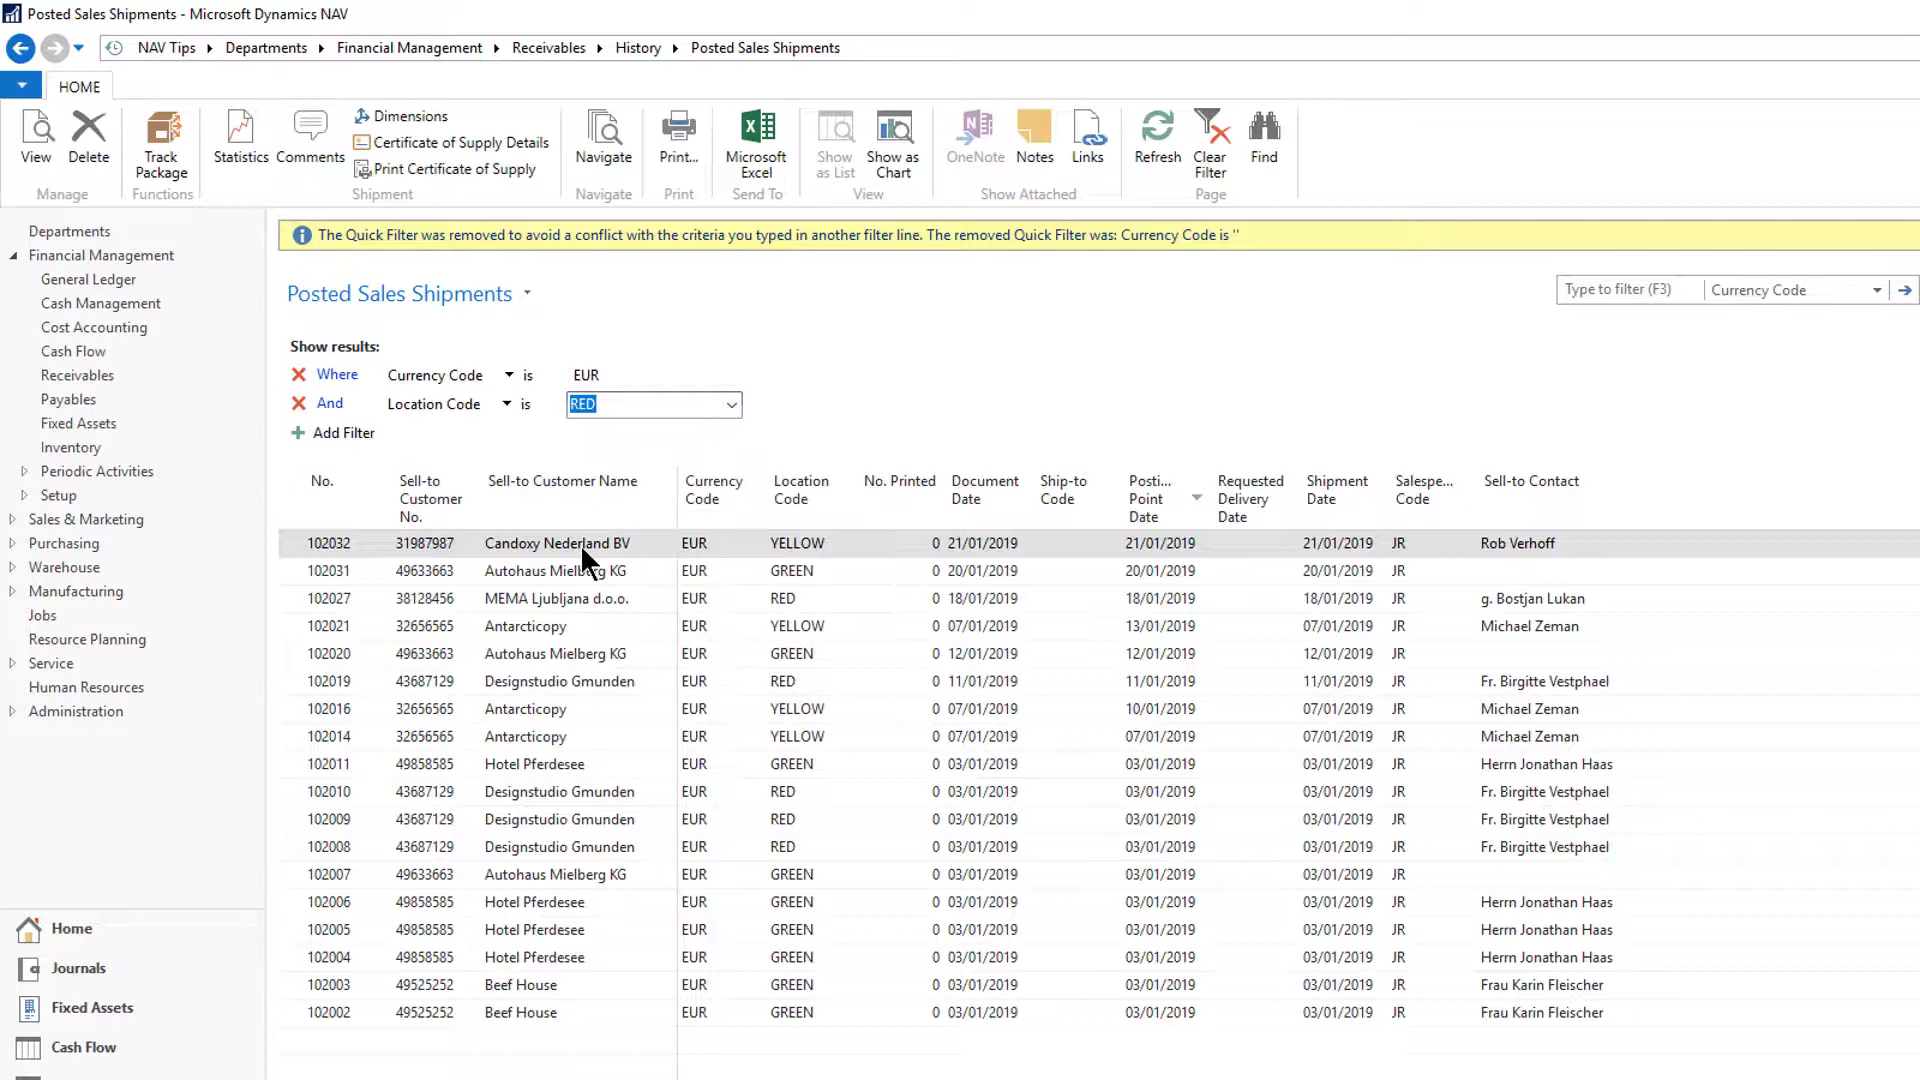 Posted Sales Shipments - Microsoft Dynamics NAV
NAV Tips Departments Financial Management Receivables History Posted Sales Shipments
HOME
View Delete Track Package Statistics Comments Dimensions Certificate of Supply Details Print Certificate of Supply Navigate Print... Microsoft Excel Show as List Show as Chart OneNote Notes Links Refresh Clear Filter Find
Manage Functions Shipment Navigate Print Send To View Show Attached Page
Departments
Financial Management
General Ledger
Cash Management
Cost Accounting
Cash Flow
Receivables
Payables
Fixed Assets
Inventory
Periodic Activities
Setup
Sales & Marketing
Purchasing
Warehouse
Manufacturing
Jobs
Resource Planning
Service
Human Resources
Administration
Home
Journals
Fixed Assets
Cash Flow
The Quick Filter was removed to avoid a conflict with the criteria you typed in another filter line. The removed Quick Filter was: Currency Code is ''
Posted Sales Shipments
Type to filter (F3) Currency Code
Show results:
Where Currency Code is EUR
And Location Code is RED
Add Filter
No. Sell-to Customer No. Sell-to Customer Name Currency Code Location Code No. Printed Document Date Ship-to Code Posti... Point Date Requested Delivery Date Shipment Date Salespe... Code Sell-to Contact
102032 31987987 Candoxy Nederland BV EUR YELLOW 0 21/01/2019 21/01/2019 21/01/2019 JR Rob Verhoff
102031 49633663 Autohaus Mielberg KG EUR GREEN 0 20/01/2019 20/01/2019 20/01/2019 JR
102027 38128456 MEMA Ljubljana d.o.o. EUR RED 0 18/01/2019 18/01/2019 18/01/2019 JR g. Bostjan Lukan
102021 32656565 Antarcticopy EUR YELLOW 0 07/01/2019 13/01/2019 07/01/2019 JR Michael Zeman
102020 49633663 Autohaus Mielberg KG EUR GREEN 0 12/01/2019 12/01/2019 12/01/2019 JR
102019 43687129 Designstudio Gmunden EUR RED 0 11/01/2019 11/01/2019 11/01/2019 JR Fr. Birgitte Vestphael
102016 32656565 Antarcticopy EUR YELLOW 0 07/01/2019 10/01/2019 07/01/2019 JR Michael Zeman
102014 32656565 Antarcticopy EUR YELLOW 0 07/01/2019 07/01/2019 07/01/2019 JR Michael Zeman
102011 49858585 Hotel Pferdesee EUR GREEN 0 03/01/2019 03/01/2019 03/01/2019 JR Herrn Jonathan Haas
102010 43687129 Designstudio Gmunden EUR RED 0 03/01/2019 03/01/2019 03/01/2019 JR Fr. Birgitte Vestphael
102009 43687129 Designstudio Gmunden EUR RED 0 03/01/2019 03/01/2019 03/01/2019 JR Fr. Birgitte Vestphael
102008 43687129 Designstudio Gmunden EUR RED 0 03/01/2019 03/01/2019 03/01/2019 JR Fr. Birgitte Vestphael
102007 49633663 Autohaus Mielberg KG EUR GREEN 0 03/01/2019 03/01/2019 03/01/2019 JR
102006 49858585 Hotel Pferdesee EUR GREEN 0 03/01/2019 03/01/2019 03/01/2019 JR Herrn Jonathan Haas
102005 49858585 Hotel Pferdesee EUR GREEN 0 03/01/2019 03/01/2019 03/01/2019 JR Herrn Jonathan Haas
102004 49858585 Hotel Pferdesee EUR GREEN 0 03/01/2019 03/01/2019 03/01/2019 JR Herrn Jonathan Haas
102003 49525252 Beef House EUR GREEN 0 03/01/2019 03/01/2019 03/01/2019 JR Frau Karin Fleischer
102002 49525252 Beef House EUR GREEN 0 03/01/2019 03/01/2019 03/01/2019 JR Frau Karin Fleischer